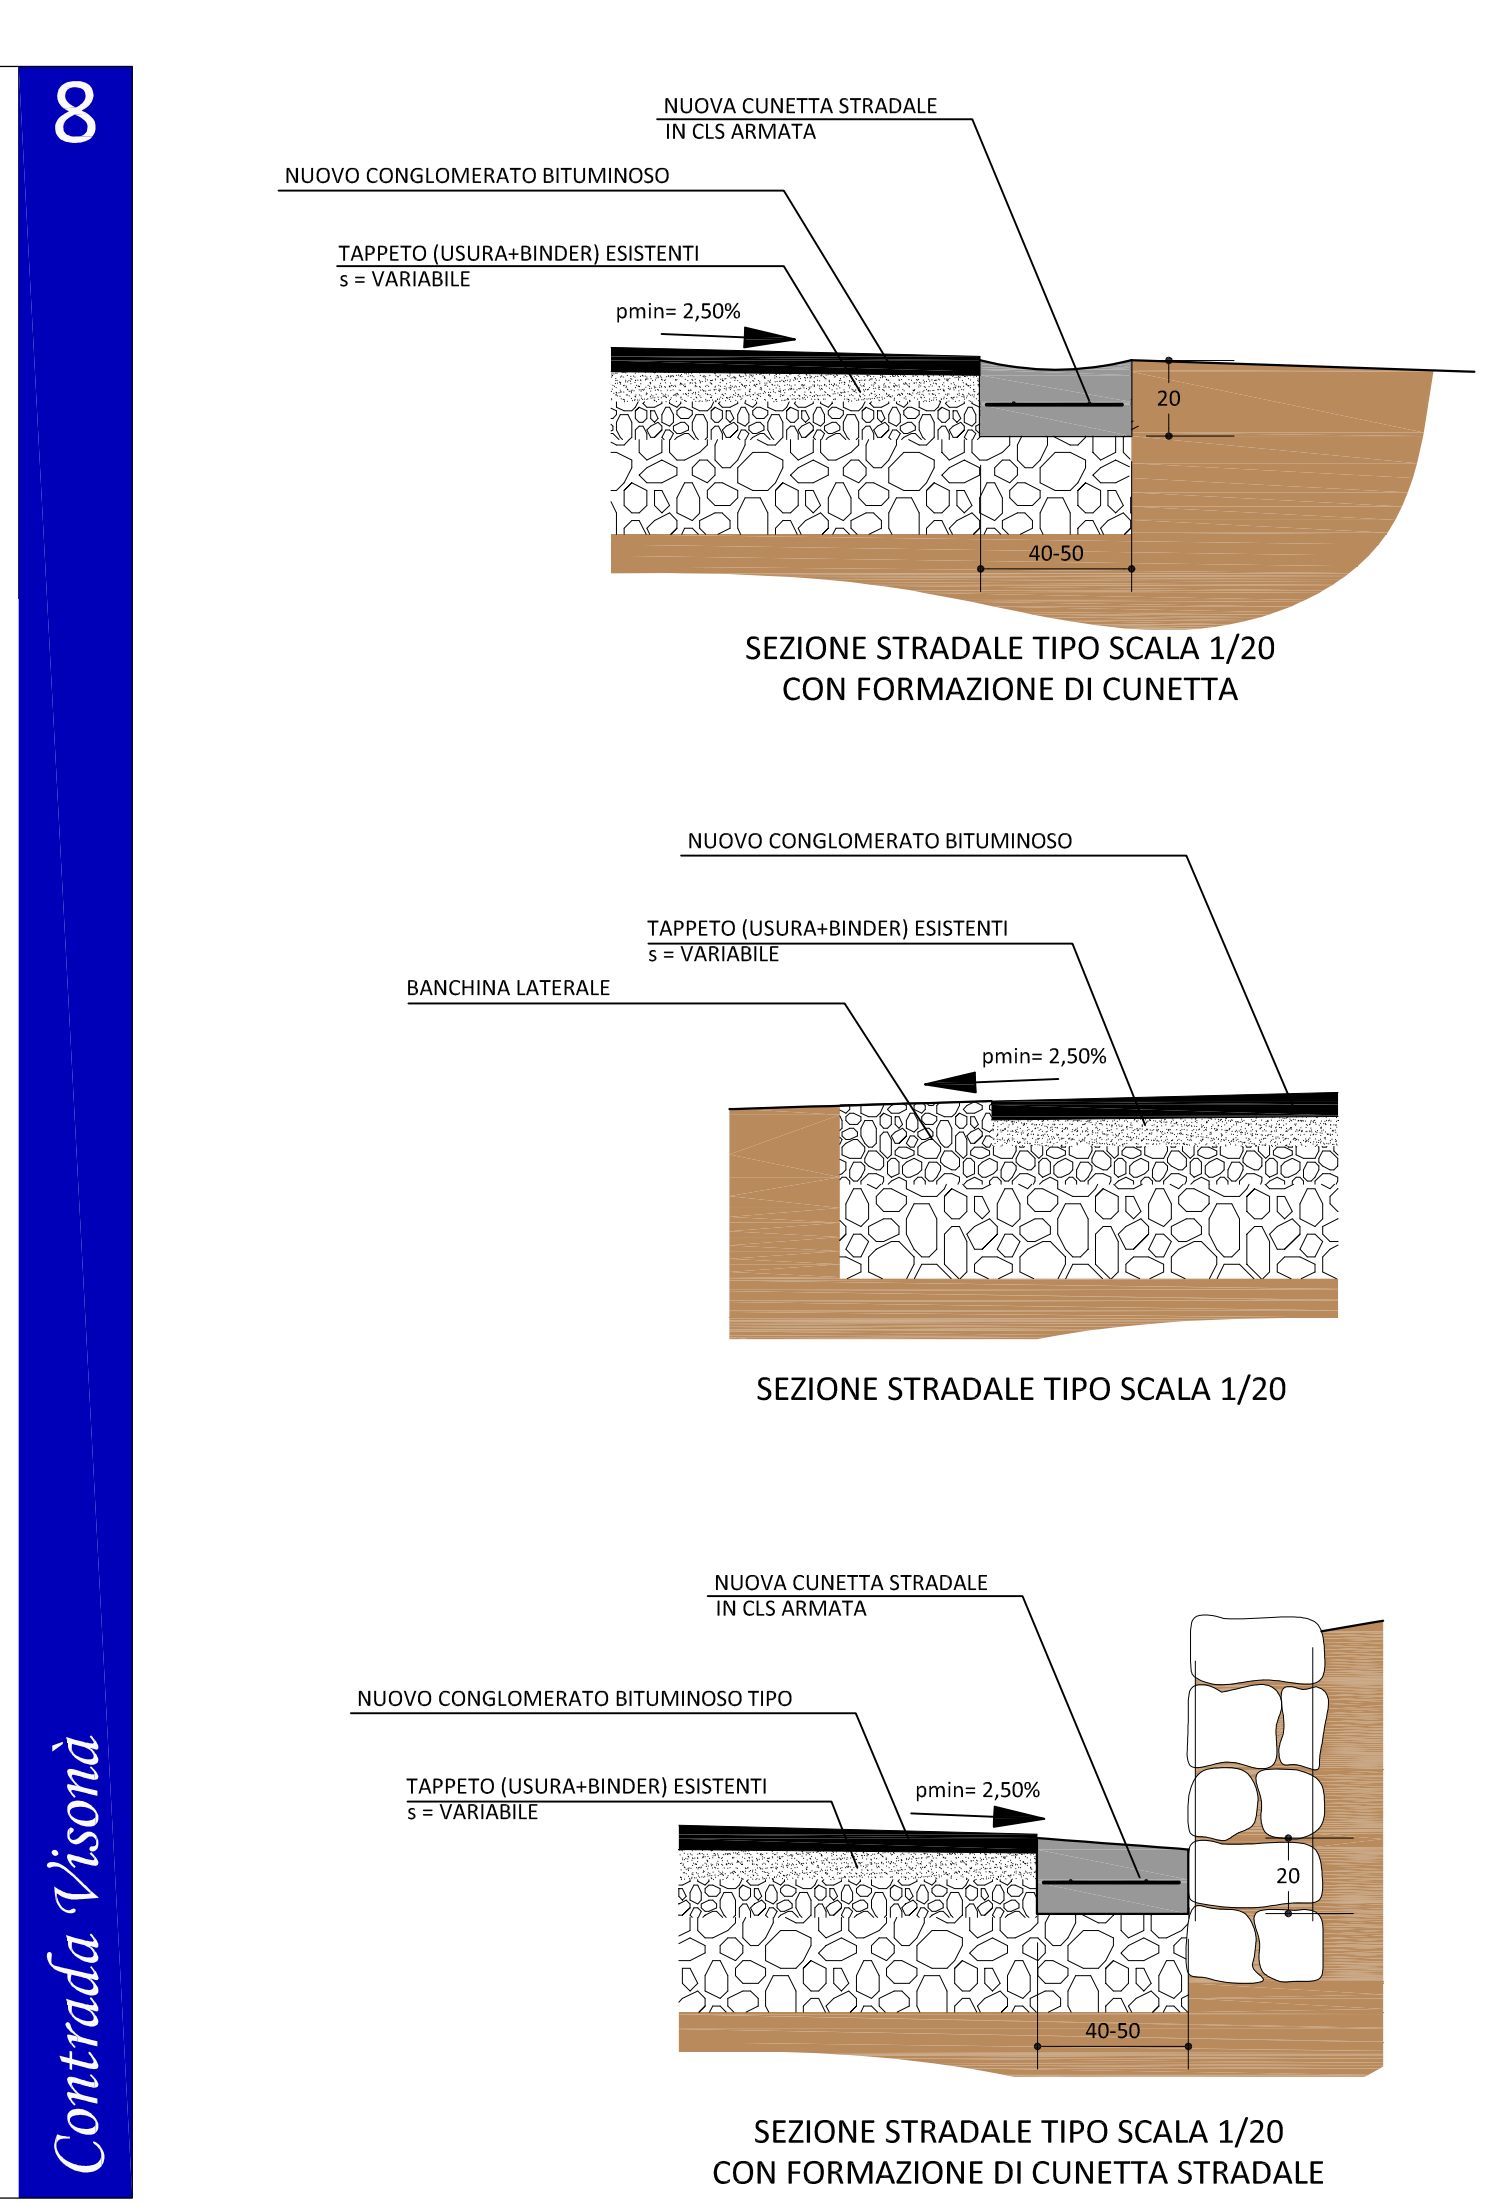 8
Contrada Visonà
NUOVA CUNETTA STRADALE
IN CLS ARMATA
NUOVO CONGLOMERATO BITUMINOSO
TAPPETO (USURA+BINDER) ESISTENTI
s = VARIABILE
pmin= 2,50%
20
40-50
SEZIONE STRADALE TIPO SCALA 1/20
CON FORMAZIONE DI CUNETTA
NUOVO CONGLOMERATO BITUMINOSO
TAPPETO (USURA+BINDER) ESISTENTI
s = VARIABILE
BANCHINA LATERALE
pmin= 2,50%
SEZIONE STRADALE TIPO SCALA 1/20
NUOVA CUNETTA STRADALE
IN CLS ARMATA
NUOVO CONGLOMERATO BITUMINOSO TIPO
TAPPETO (USURA+BINDER) ESISTENTI
s = VARIABILE
pmin= 2,50%
20
40-50
SEZIONE STRADALE TIPO SCALA 1/20
CON FORMAZIONE DI CUNETTA STRADALE